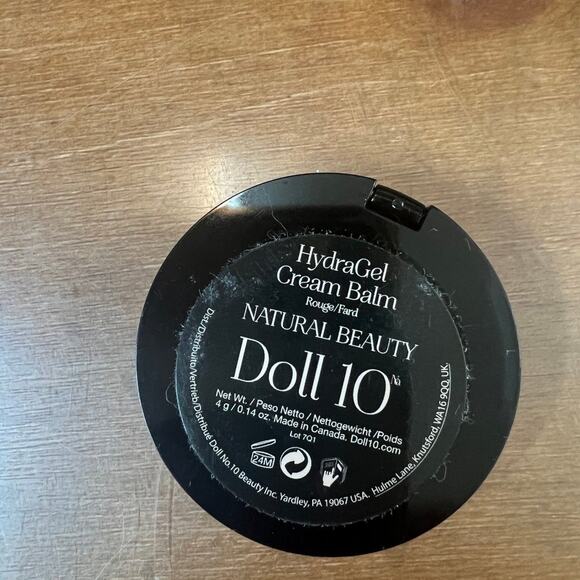 HydraGel
Cream Balm
Rouge/Fard
NATURAL BEAUTY
Doll 10
Net Wt. / Peso Netto / Nettogewicht /Poids
4 g / 0.14 oz. Made in Canada. Doll10.com
Lot 7Q1
24M
Dist./Distribuito/Vertrieb/Distribué Doll No.10 Beauty Inc. Yardley, PA 19067 USA. Hulme Lane, Knutsford, WA16 9QQ, UK